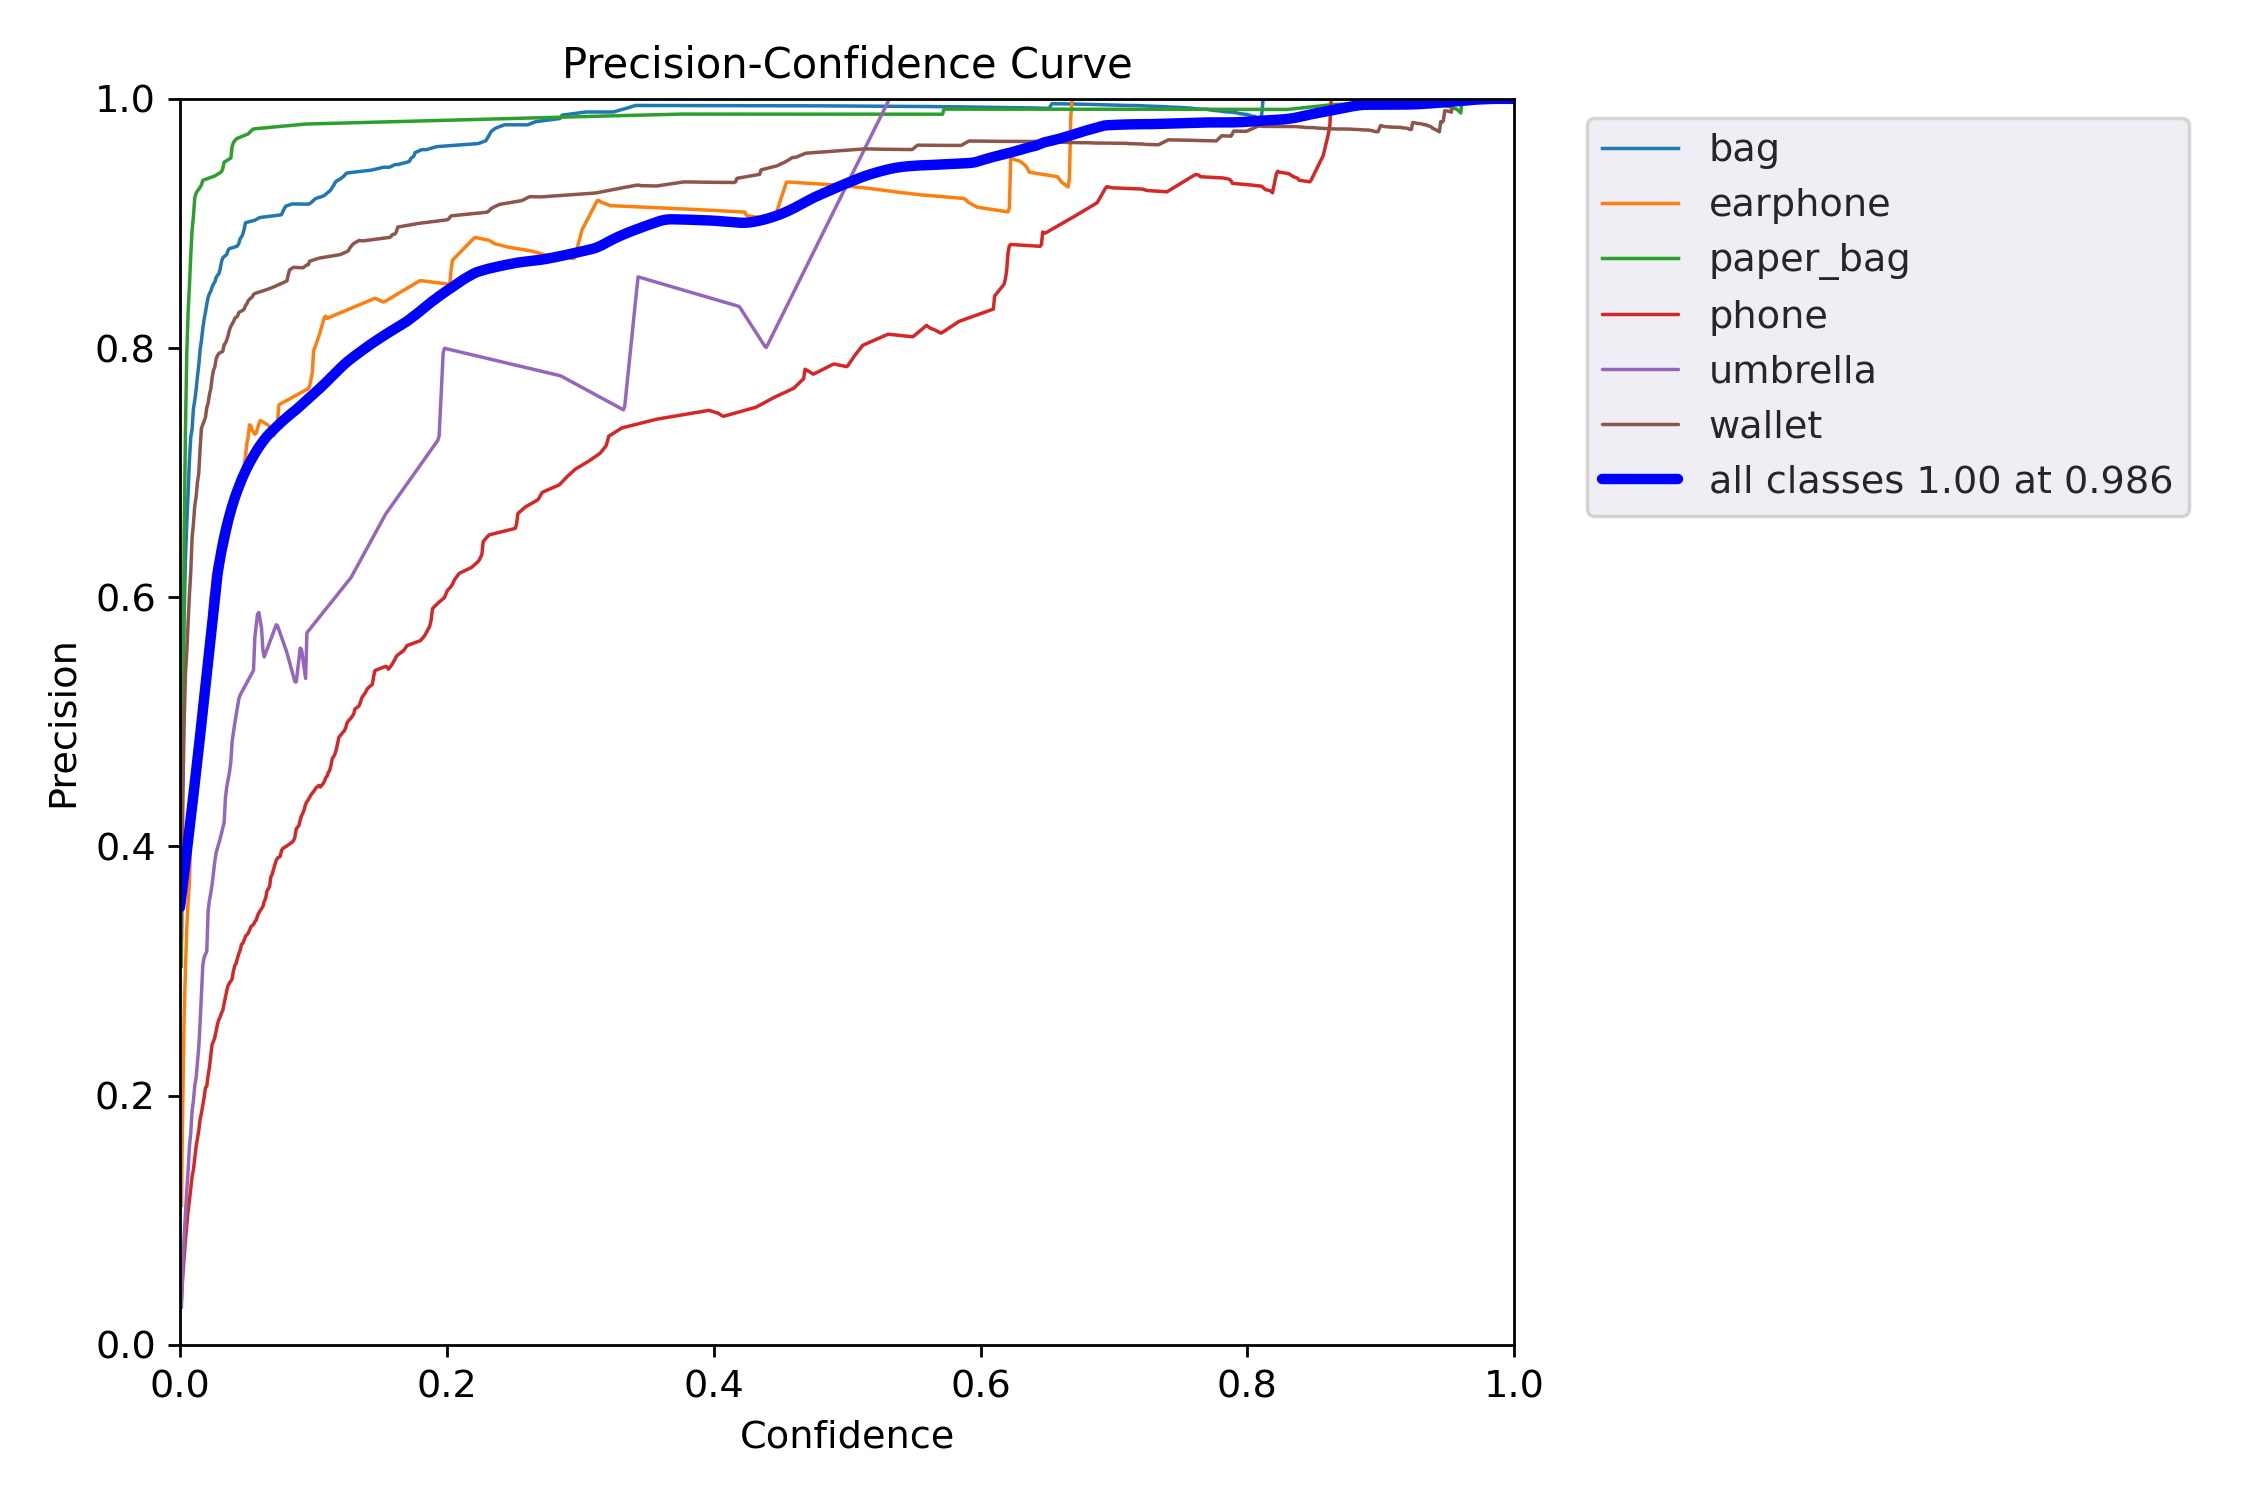 Precision-Confidence Curve
1.0
0.8
0.6
0.4
0.2
0.0
Precision
0.0 0.2 0.4 0.6 0.8 1.0
Confidence
bag
earphone
paper_bag
phone
umbrella
wallet
all classes 1.00 at 0.986